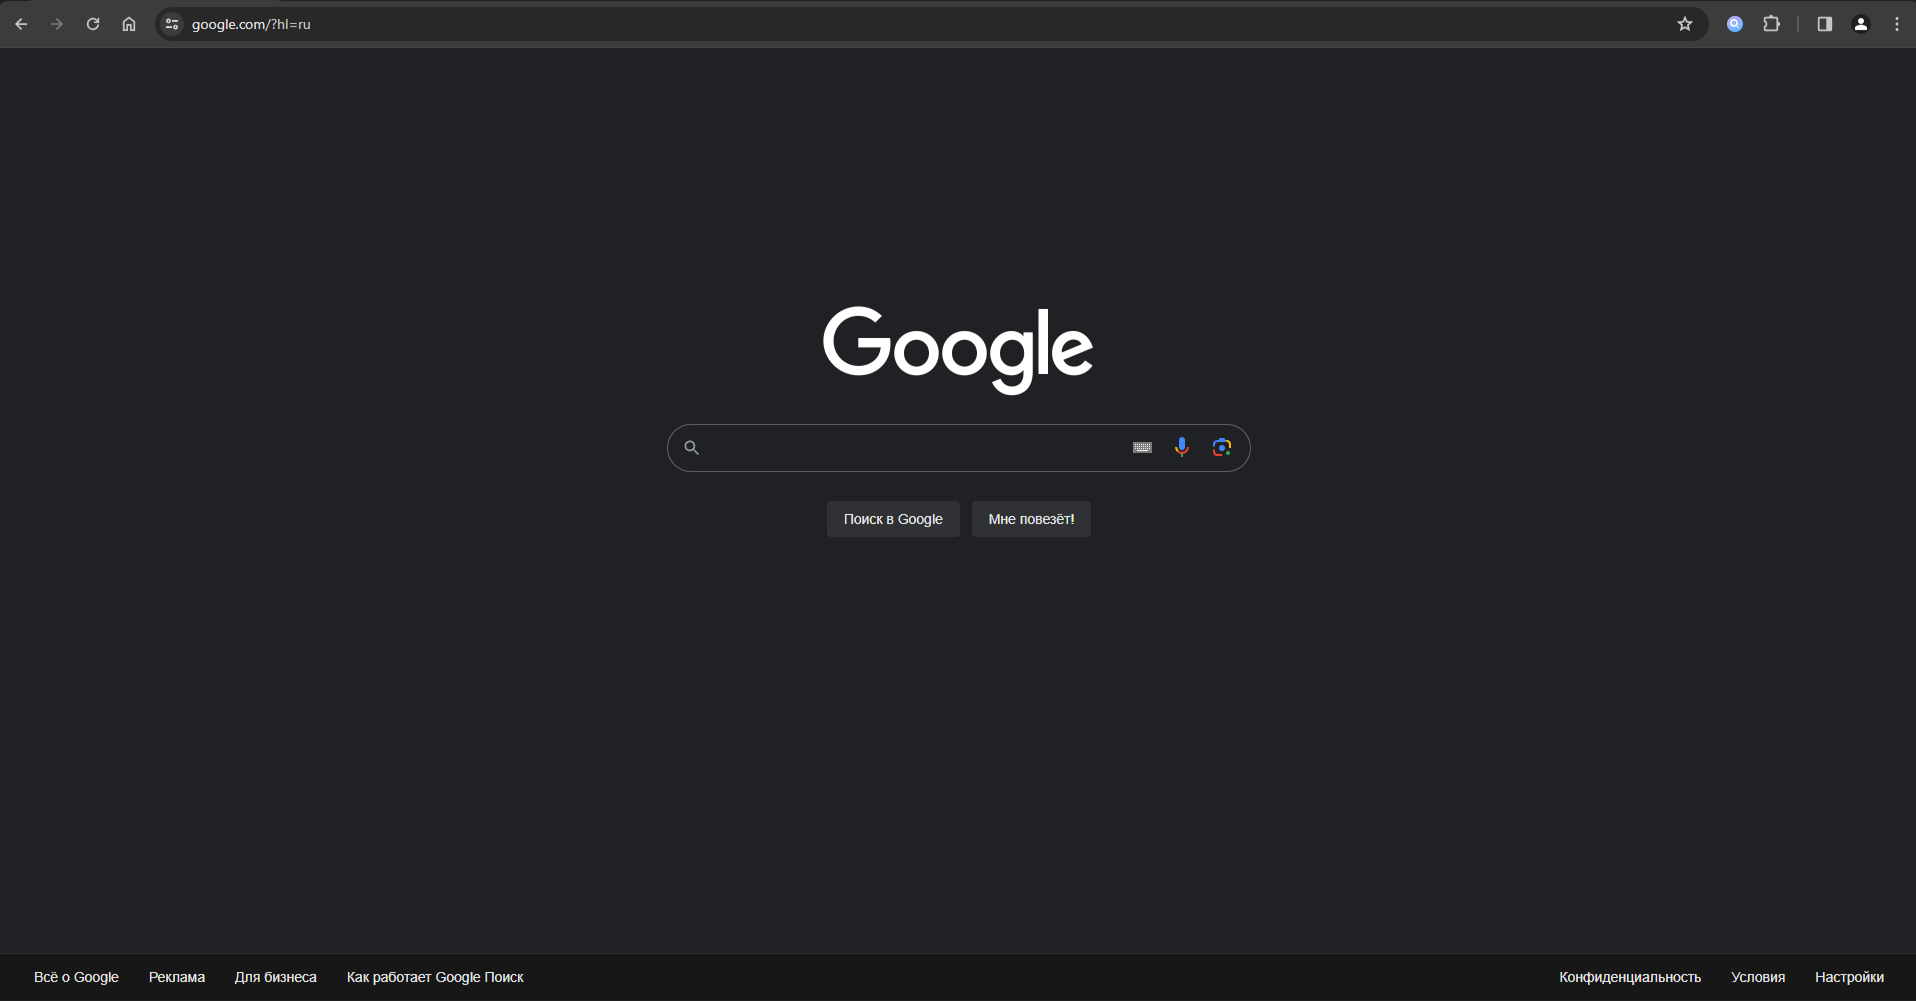 google.com/?hl=ru
Google
Поиск в Google
Мне повезёт!
Всё о Google
Реклама
Для бизнеса
Как работает Google Поиск
Конфиденциальность
Условия
Настройки